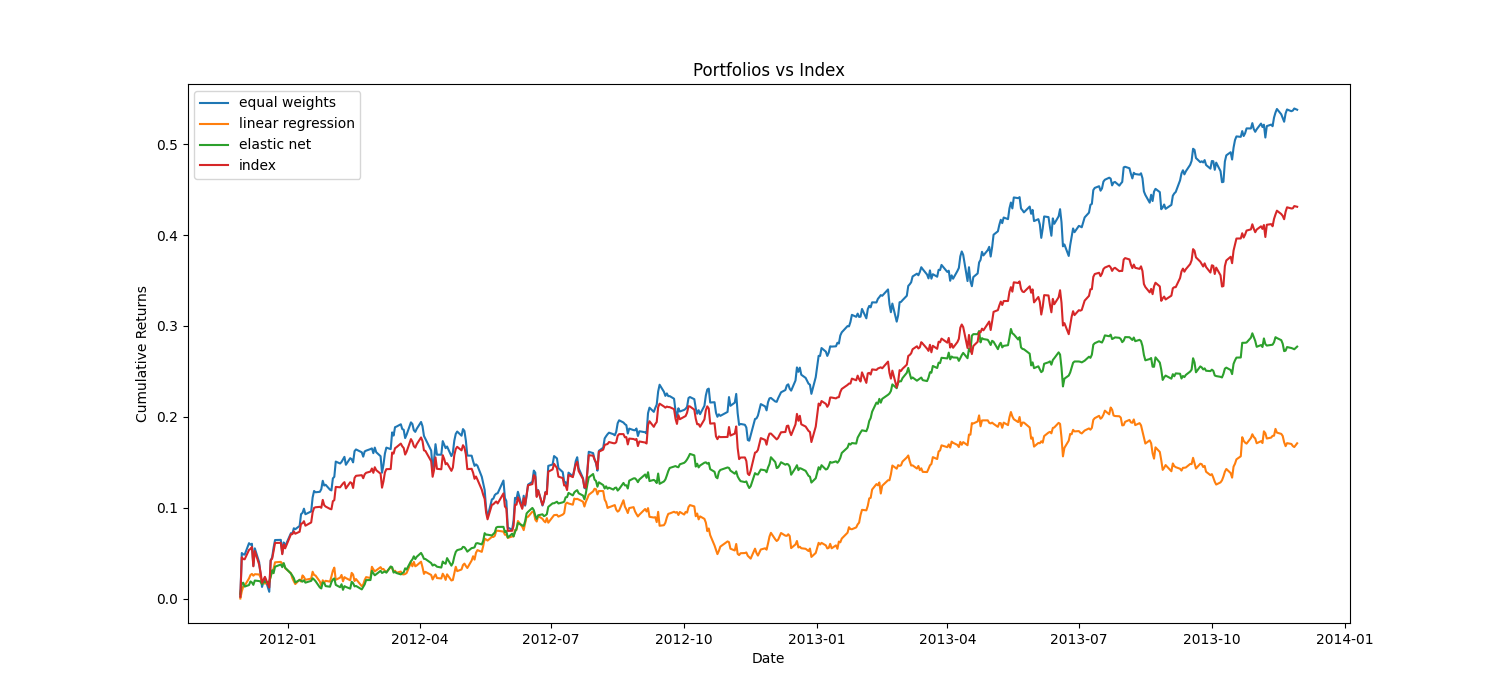 Portfolios vs Index
equal weights
linear regression
elastic net
index
Cumulative Returns
0.5
0.4
0.3
0.2
0.1
0.0
2012-01
2012-04
2012-07
2012-10
2013-01
2013-04
2013-07
2013-10
2014-01
Date